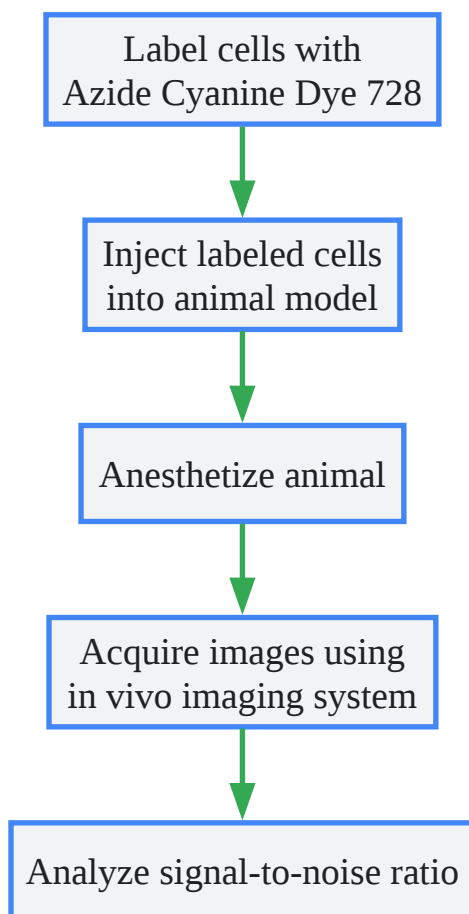 Label cells with
Azide Cyanine Dye 728
Inject labeled cells
into animal model
Anesthetize animal
Acquire images using
in vivo imaging system
Analyze signal-to-noise ratio